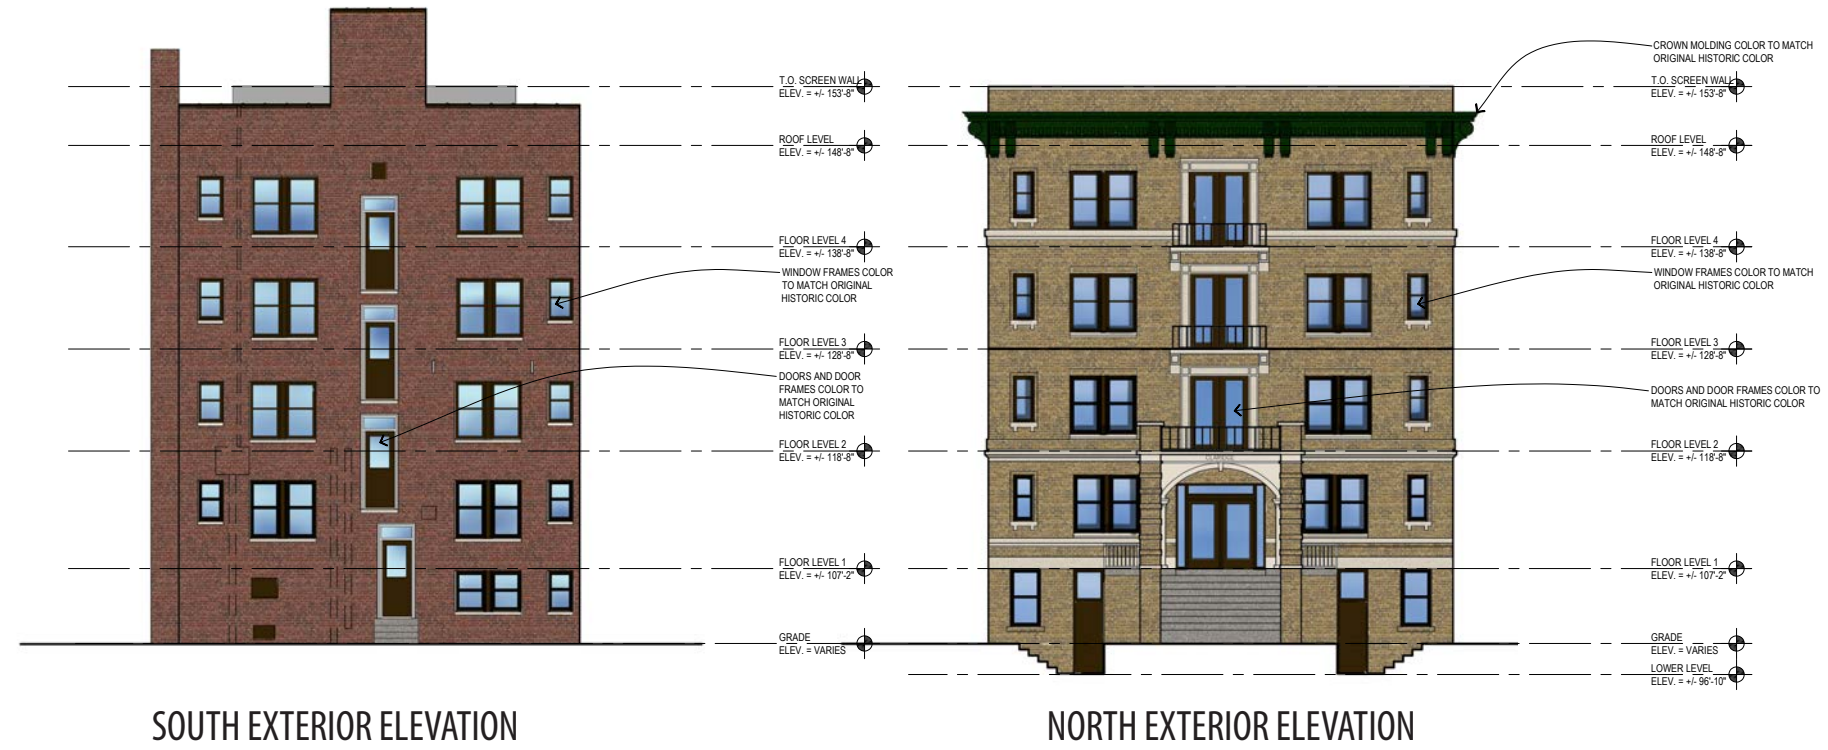 T.O. SCREEN WALL
ELEV. = +/- 153'-8"
ROOF LEVEL
ELEV. = +/- 148'-8"
FLOOR LEVEL 4
ELEV. = +/- 138'-8"
WINDOW FRAMES COLOR
TO MATCH ORIGINAL
HISTORIC COLOR
FLOOR LEVEL 3
ELEV. = +/- 128'-8"
DOORS AND DOOR
FRAMES COLOR TO
MATCH ORIGINAL
HISTORIC COLOR
FLOOR LEVEL 2
ELEV. = +/- 118'-8"
FLOOR LEVEL 1
ELEV. = +/- 107'-2"
GRADE
ELEV. = VARIES
SOUTH EXTERIOR ELEVATION
CROWN MOLDING COLOR TO MATCH
ORIGINAL HISTORIC COLOR
T.O. SCREEN WALL
ELEV. = +/- 153'-8"
ROOF LEVEL
ELEV. = +/- 148'-8"
FLOOR LEVEL 4
ELEV. = +/- 138'-8"
WINDOW FRAMES COLOR TO MATCH
ORIGINAL HISTORIC COLOR
FLOOR LEVEL 3
ELEV. = +/- 128'-8"
DOORS AND DOOR FRAMES COLOR TO
MATCH ORIGINAL HISTORIC COLOR
FLOOR LEVEL 2
ELEV. = +/- 118'-8"
FLOOR LEVEL 1
ELEV. = +/- 107'-2"
GRADE
ELEV. = VARIES
LOWER LEVEL
ELEV. = +/- 96'-10"
NORTH EXTERIOR ELEVATION